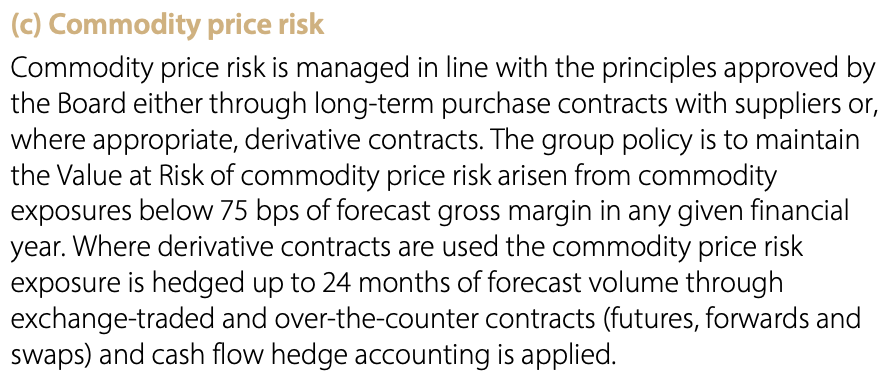 (c) Commodity price risk
Commodity price risk is managed in line with the principles approved by
the Board either through long-term purchase contracts with suppliers or,
where appropriate, derivative contracts. The group policy is to maintain
the Value at Risk of commodity price risk arisen from commodity
exposures below 75 bps of forecast gross margin in any given financial
year. Where derivative contracts are used the commodity price risk
exposure is hedged up to 24 months of forecast volume through
exchange-traded and over-the-counter contracts (futures, forwards and
swaps) and cash flow hedge accounting is applied.